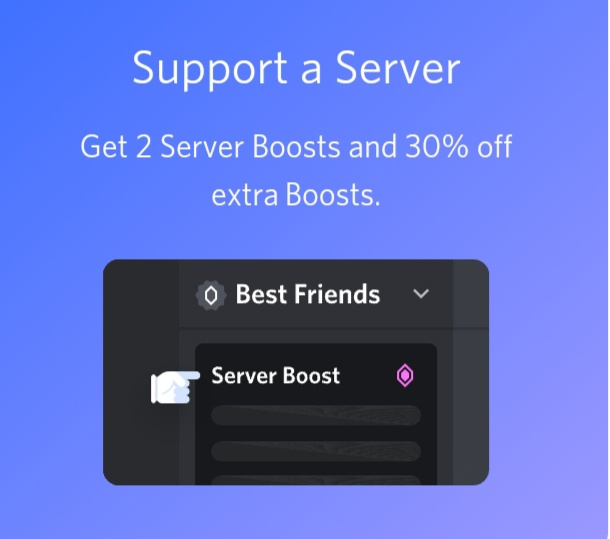 Support a Server
Get 2 Server Boosts and 30% off
extra Boosts.
Best Friends
Server Boost